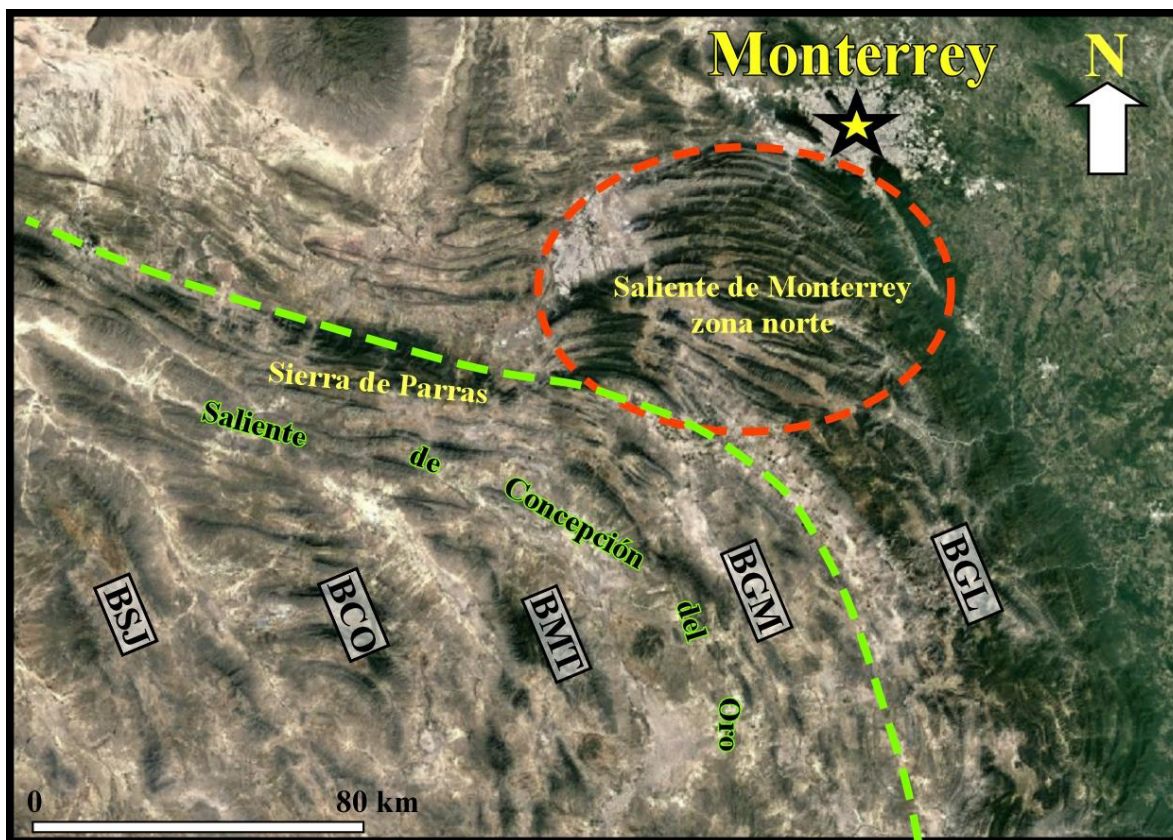 Monterrey
N
Saliente de Monterrey
zona norte
Sierra de Parras
Saliente de Concepción del Oro
BSJ
BCO
BMT
BGM
BGL
0 80 km